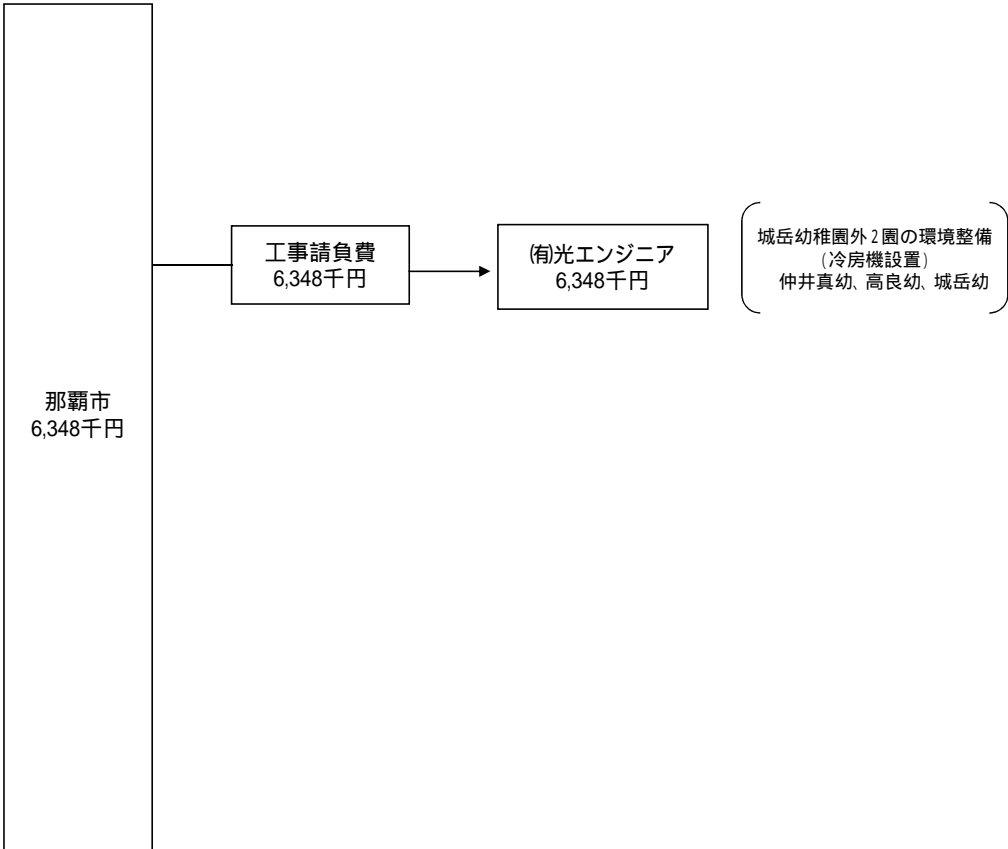 那覇市
6,348千円
工事請負費
6,348千円
㈲光エンジニア
6,348千円
城岳幼稚園外2園の環境整備
(冷房機設置)
仲井真幼、高良幼、城岳幼